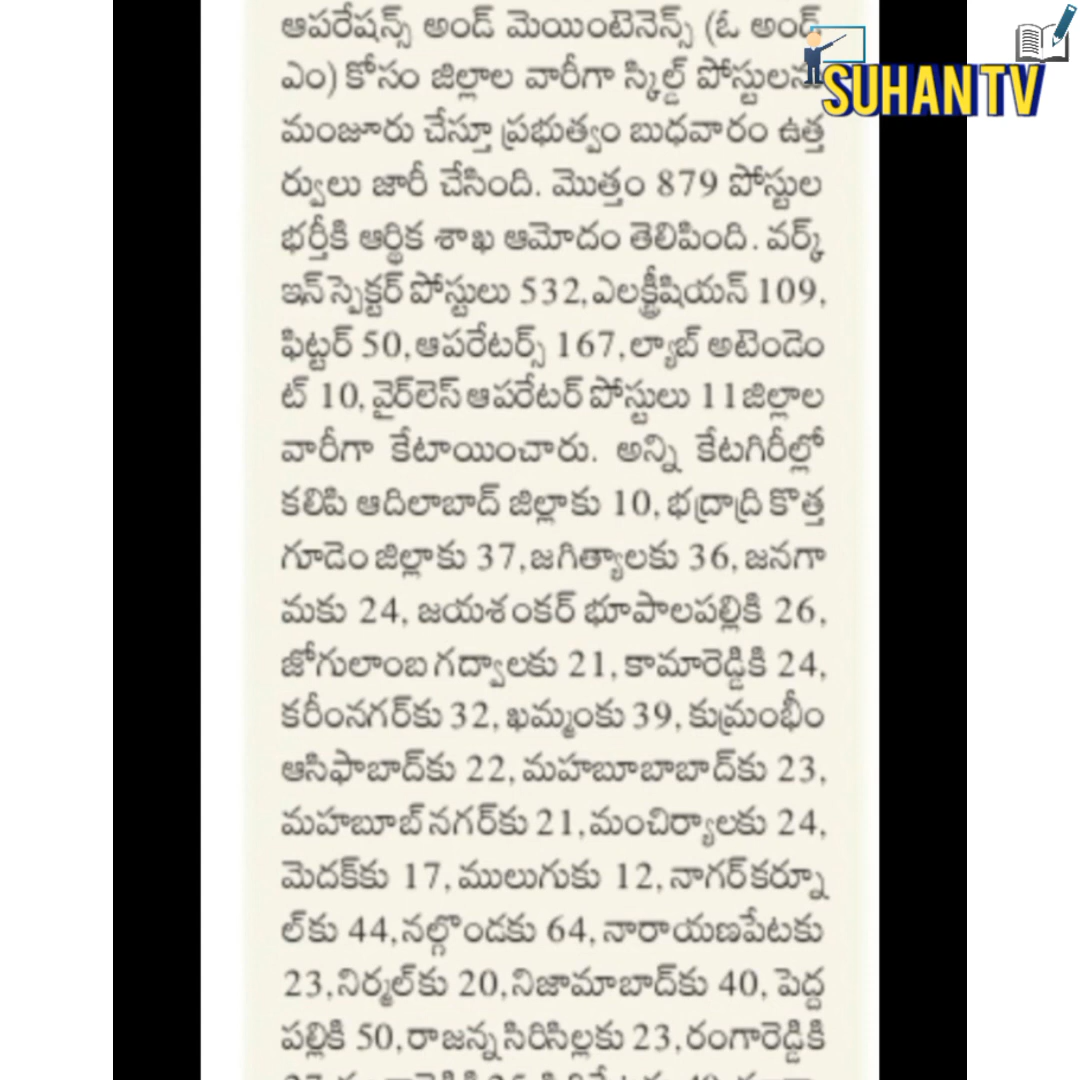 ఆపరేషన్స్ అండ్ మెయింటెనెన్స్ (ఓ అండ్
SUHAN TV
ఎం) కోసం జిల్లాల వారీగా స్కిల్డ్ పోస్టులను
మంజూరు చేస్తూ ప్రభుత్వం బుధవారం ఉత్త
ర్వులు జారీ చేసింది. మొత్తం 879 పోస్టుల
భర్తీకి ఆర్థిక శాఖ ఆమోదం తెలిపింది. వర్క్
ఇన్‌స్పెక్టర్ పోస్టులు 532, ఎలక్ట్రీషియన్ 109,
ఫిట్టర్ 50, ఆపరేటర్స్ 167, ల్యాబ్ అటెండెం
ట్ 10, వైర్‌లెస్ ఆపరేటర్ పోస్టులు 11 జిల్లాల
వారీగా కేటాయించారు. అన్ని కేటగిరీల్లో
కలిపి ఆదిలాబాద్ జిల్లాకు 10, భద్రాద్రి కొత్త
గూడెం జిల్లాకు 37, జగిత్యాలకు 36, జనగా
మకు 24, జయశంకర్ భూపాలపల్లికి 26,
జోగులాంబ గద్వాలకు 21, కామారెడ్డికి 24,
కరీంనగర్‌కు 32, ఖమ్మంకు 39, కుమ్రంభీం
ఆసిఫాబాద్‌కు 22, మహబూబాబాద్‌కు 23,
మహబూబ్ నగర్‌కు 21, మంచిర్యాలకు 24,
మెదక్‌కు 17, ములుగుకు 12, నాగర్ కర్నూ
ల్‌కు 44, నల్గొండకు 64, నారాయణపేటకు
23, నిర్మల్‌కు 20, నిజామాబాద్‌కు 40, పెద్ద
పల్లికి 50, రాజన్న సిరిసిల్లకు 23, రంగారెడ్డికి